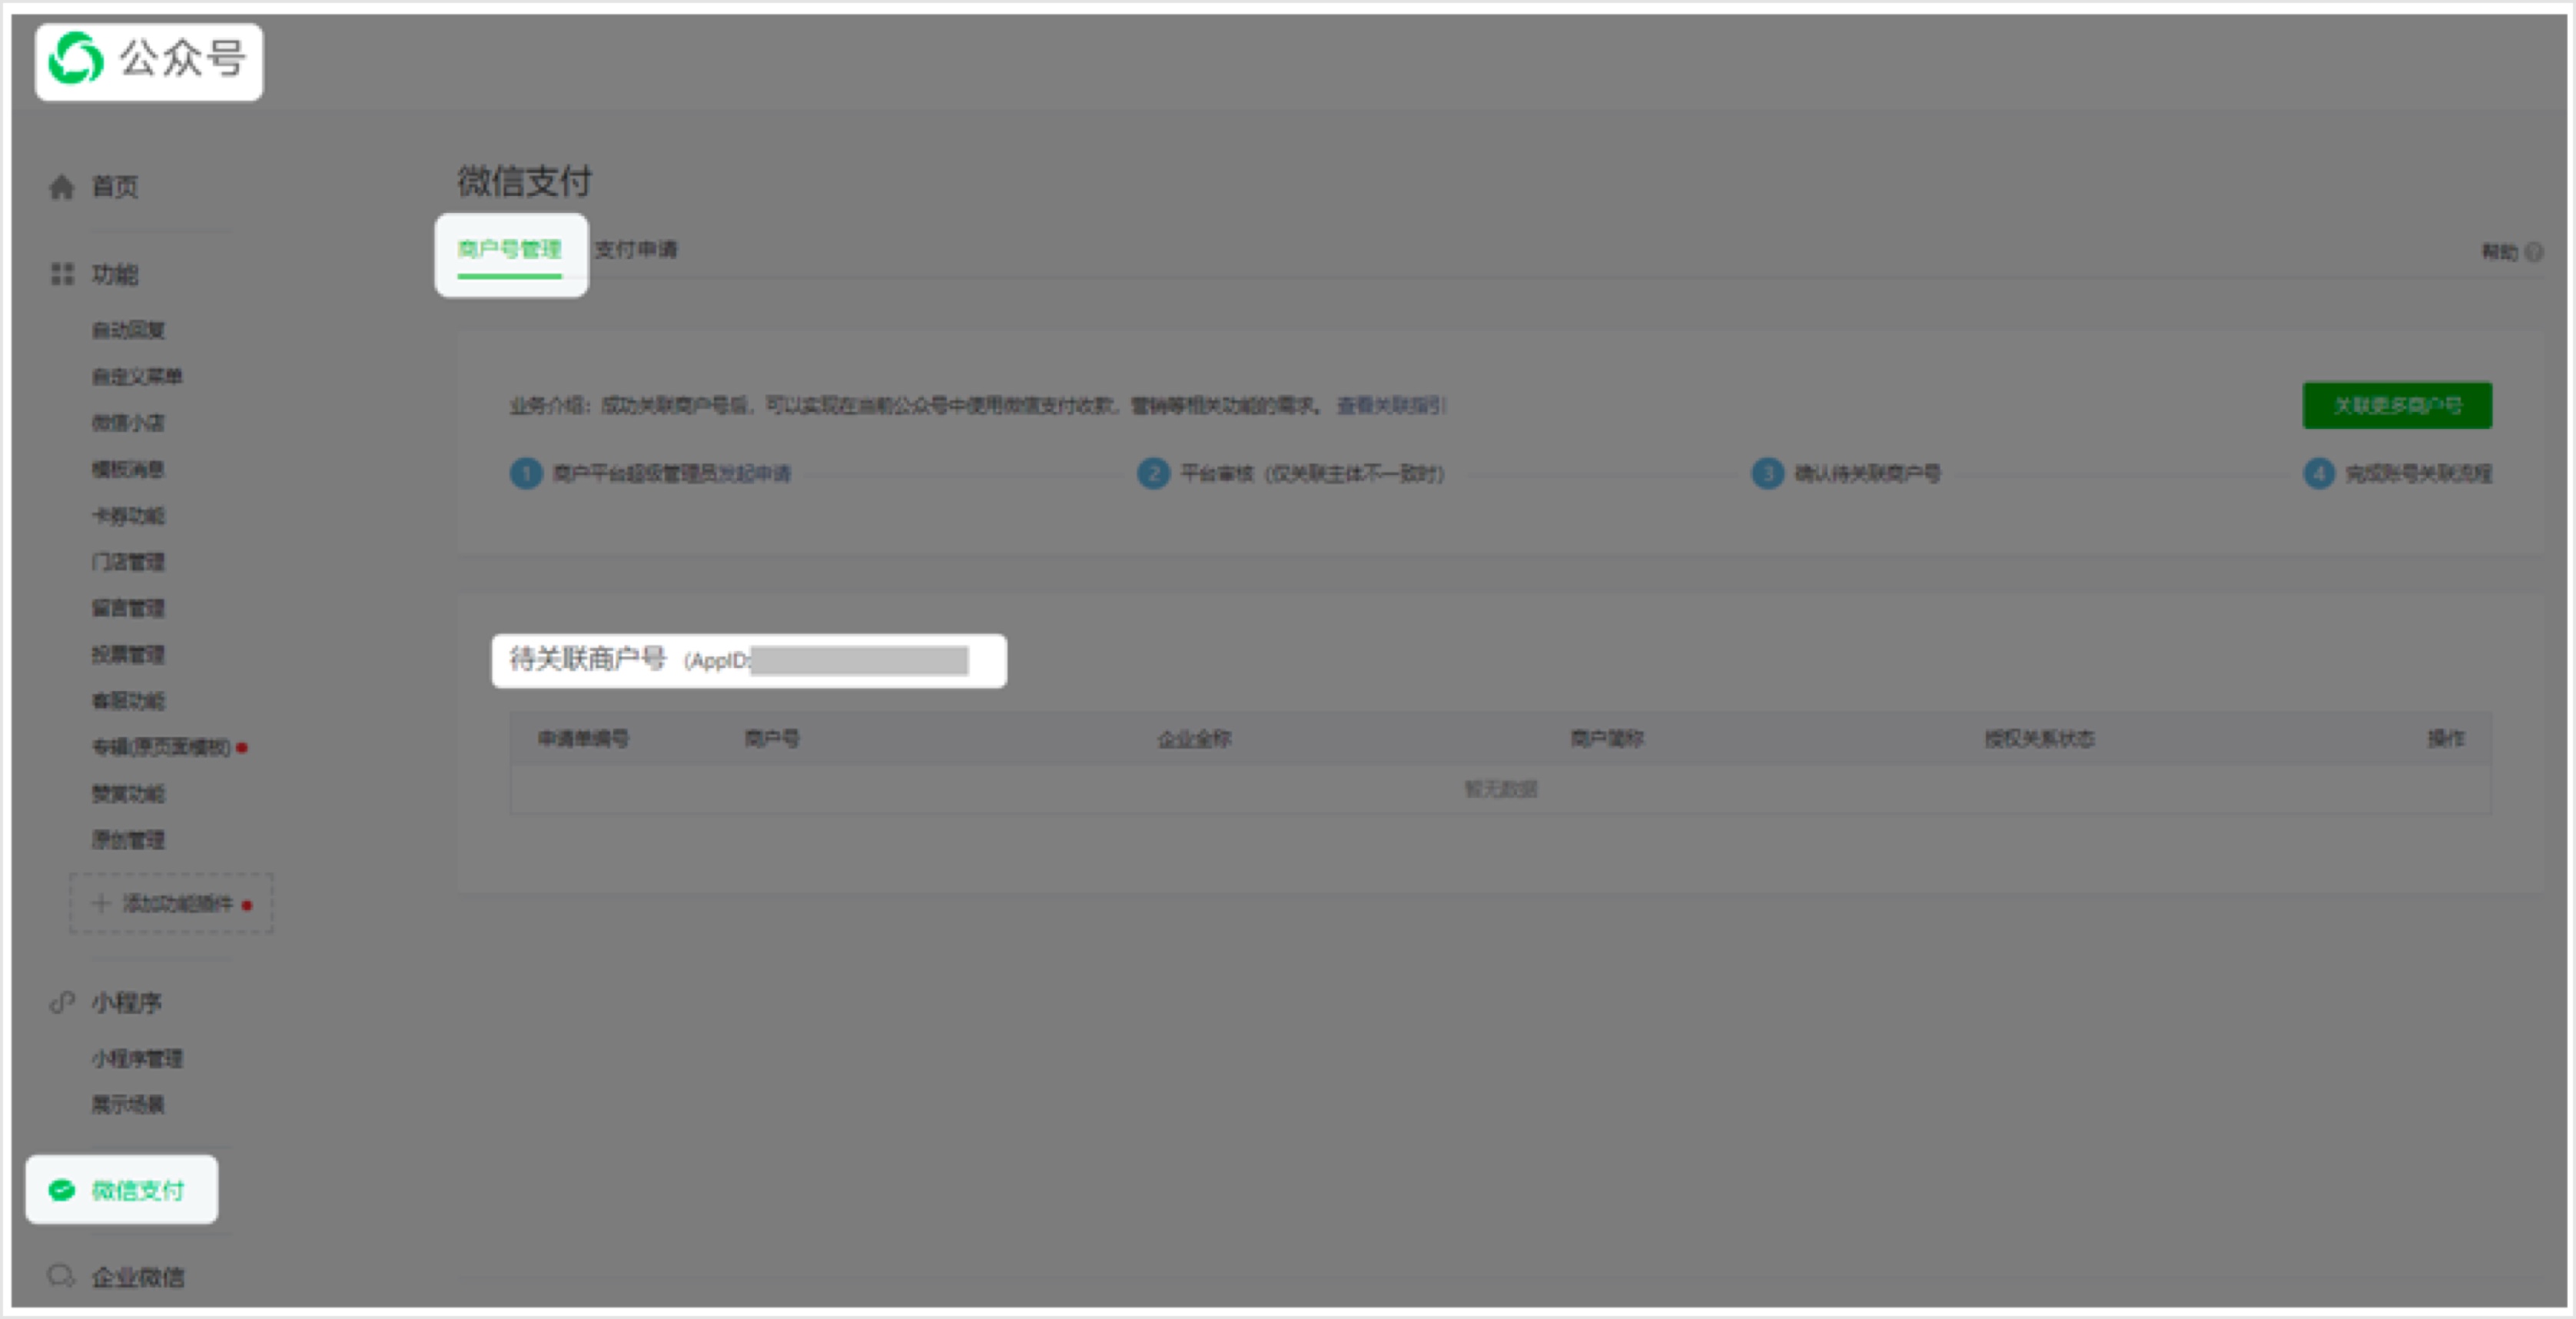 公众号
首页
功能
自动回复
自定义菜单
微信小店
模板消息
卡券功能
门店管理
留言管理
投票管理
客服功能
专辑(原页面模板)
赞赏功能
原创管理
添加功能插件
小程序
小程序管理
展示场景
微信支付
企业微信
微信支付
商户号管理 支付申请 帮助
业务介绍：成功关联商户号后，可以实现在当前公众号中使用微信支付收款，营销等相关功能的需求。 查看关联指引
关联更多商户号
1 商户平台超级管理员发起申请 2 平台审核（仅关联主体不一致时） 3 确认待关联商户号 4 完成账号关联流程
待关联商户号 (AppID:
申请单编号 商户号 企业全称 商户简称 授权关系状态 操作
暂无数据